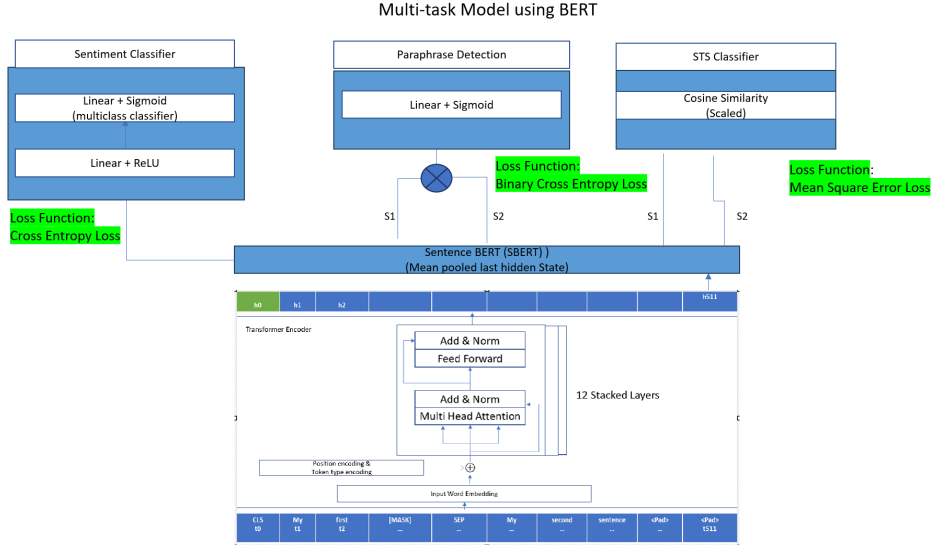 Multi-task Model using BERT
Sentiment Classifier
Linear + Sigmoid
(multiclass classifier)
Linear + ReLU
Loss Function:
Cross Entropy Loss
Paraphrase Detection
Linear + Sigmoid
Loss Function:
Binary Cross Entropy Loss
S1
S2
STS Classifier
Cosine Similarity
(Scaled)
Loss Function:
Mean Square Error Loss
S1
S2
Sentence BERT (SBERT) )
(Mean pooled last hidden State)
h0 h1 h2 h511
Transformer Encoder
Add & Norm
Feed Forward
Add & Norm
Multi Head Attention
12 Stacked Layers
Position encoding &
Token type encoding
Input Word Embedding
CLS My first [MASK] SEP My second sentence <Pad> <Pad>
t0 t1 t2 ... ... ... ... ... ... t511